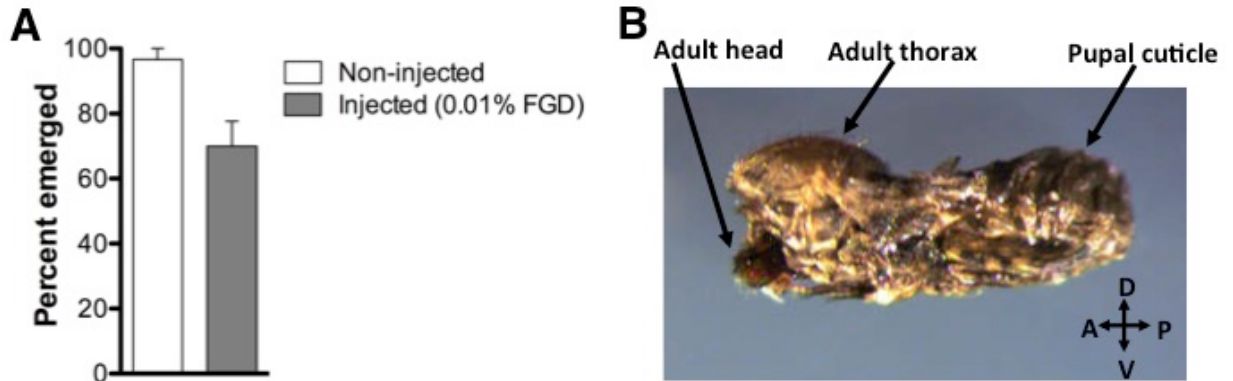 A
Percent emerged
100
80
60
40
20
0
Non-injected
Injected (0.01% FGD)
B
Adult head
Adult thorax
Pupal cuticle
D
A
P
V